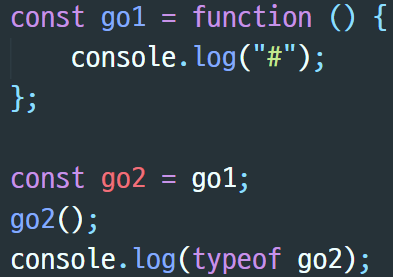 const go1 = function () {
    console.log("#");
};

const go2 = go1;
go2();
console.log(typeof go2);